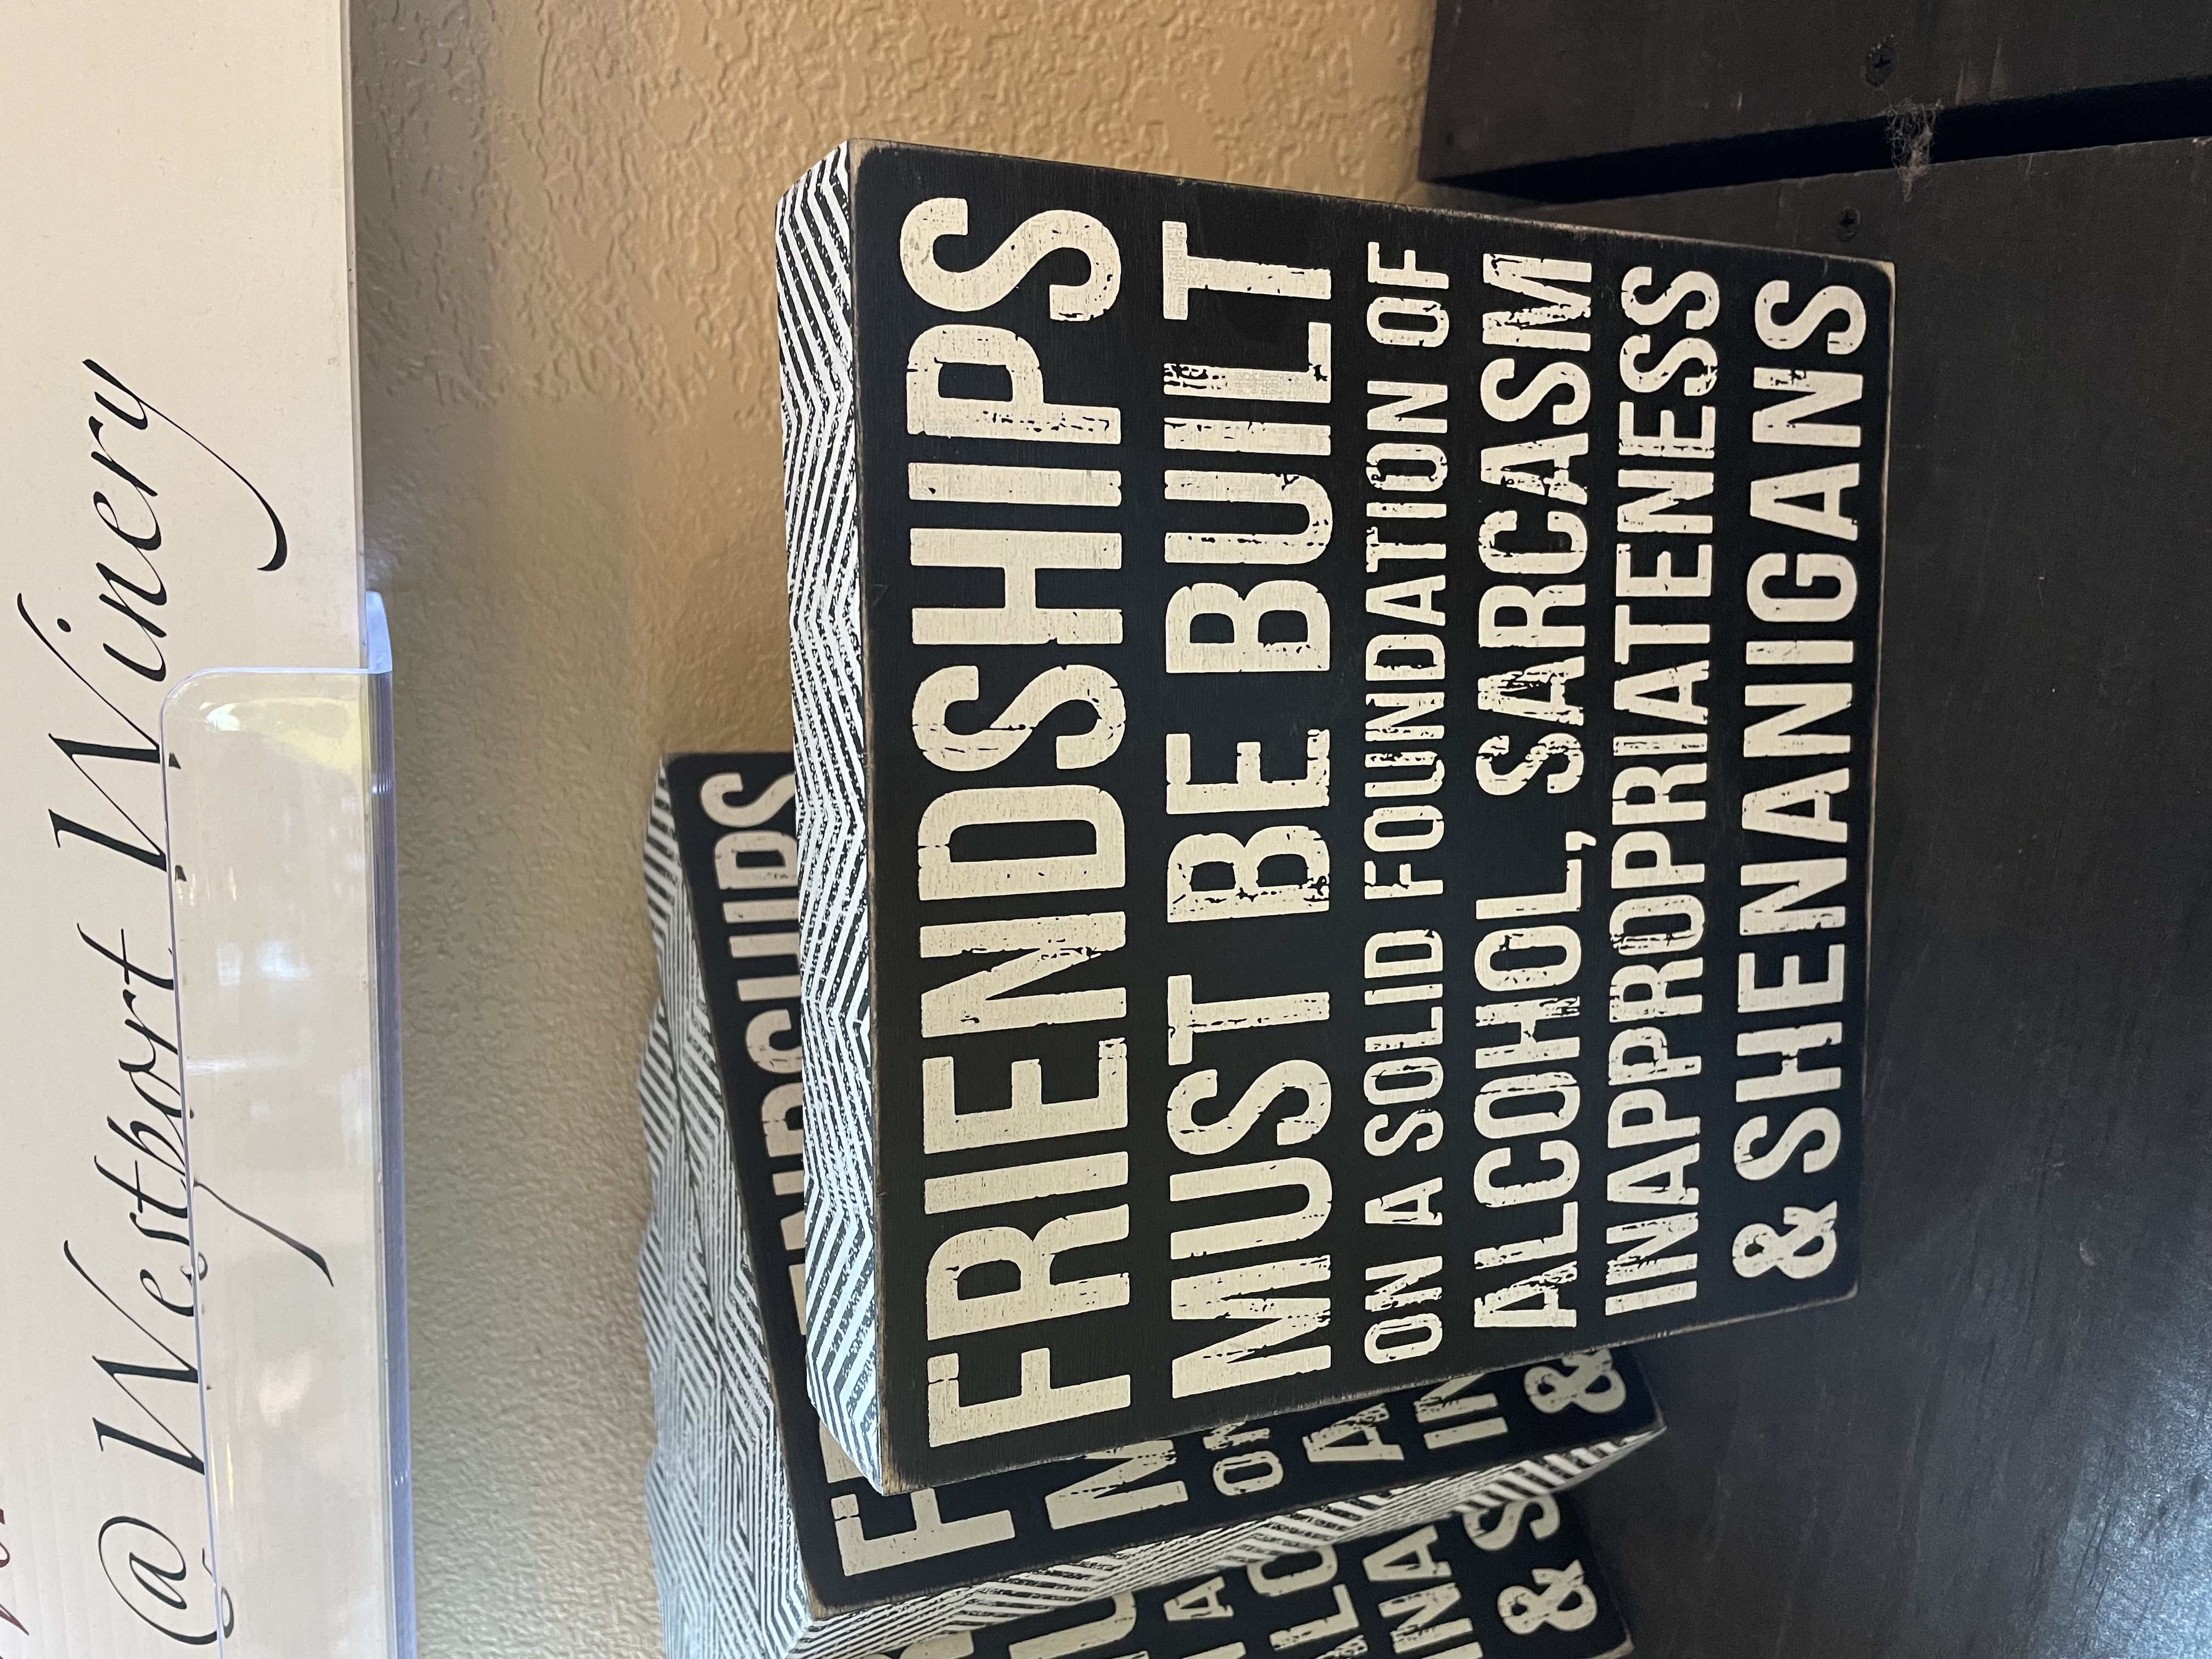 @ Westport Winery
FRIENDSHIPS
MUST BE BUILT
ON A SOLID FOUNDATION OF
ALCOHOL, SARCASM
INAPPROPRIATENESS
& SHENANIGANS
&
&